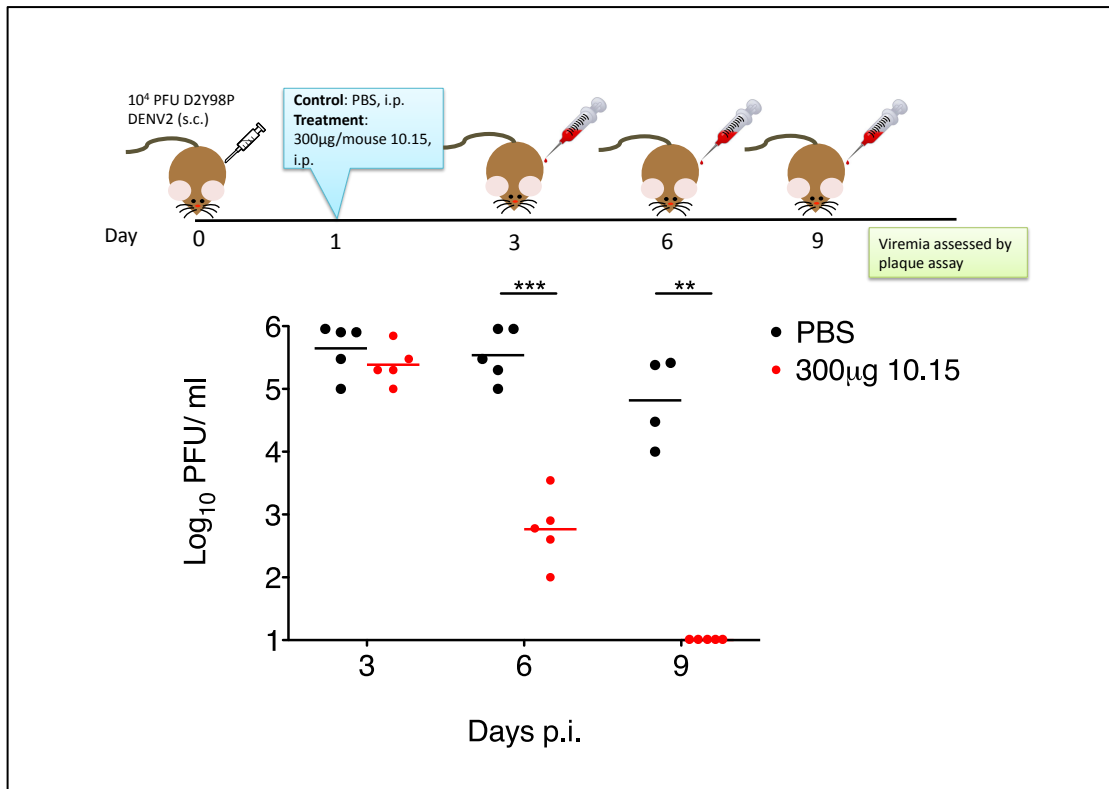 10⁴ PFU D2Y98P
DENV2 (s.c.)
Control: PBS, i.p.
Treatment:
300μg/mouse 10.15,
i.p.
Day 0 1 3 6 9
Viremia assessed by
plaque assay
*** **
6
5
4
3
2
1
Log₁₀ PFU/ ml
PBS
300μg 10.15
3 6 9
Days p.i.